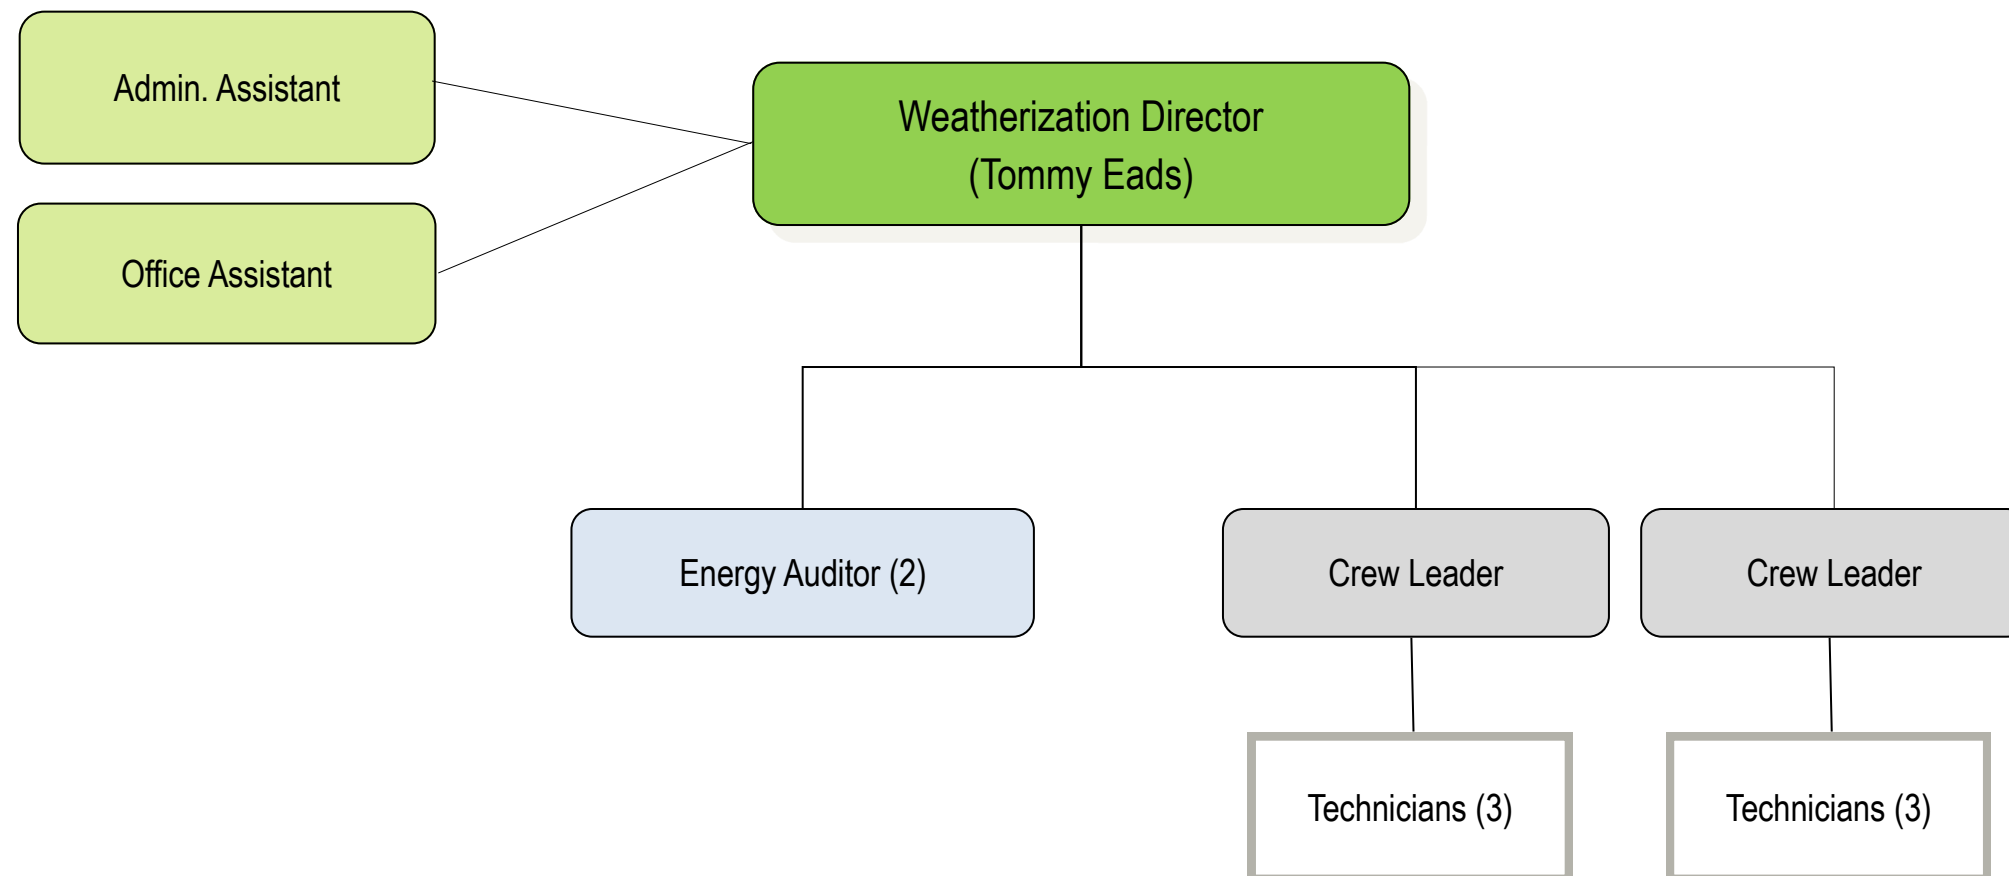 Admin. Assistant
Weatherization Director
(Tommy Eads)
Office Assistant
Energy Auditor (2)
Crew Leader
Crew Leader
Technicians (3)
Technicians (3)